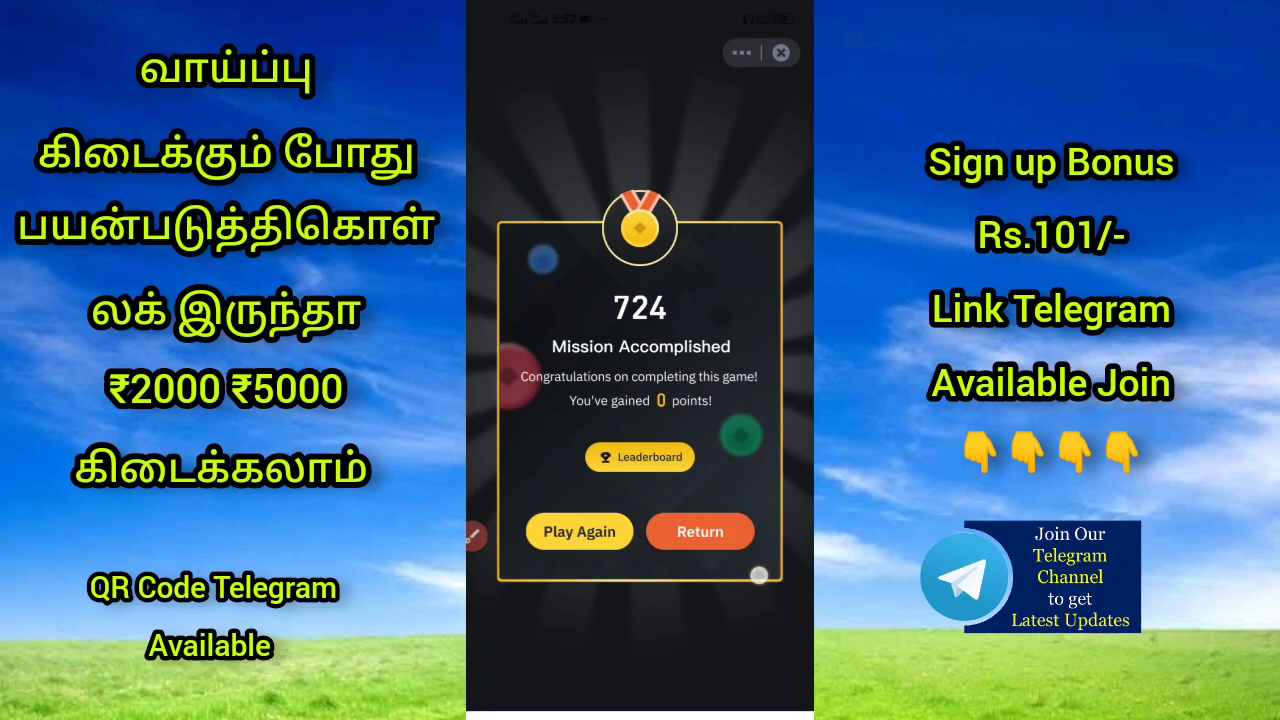 வாய்ப்பு
கிடைக்கும் போது
பயன்படுத்திகொள்
லக் இருந்தா
₹2000 ₹5000
கிடைக்கலாம்
QR Code Telegram
Available
3:57
724
Mission Accomplished
Congratulations on completing this game!
You've gained 0 points!
Leaderboard
Play Again
Return
Sign up Bonus
Rs.101/-
Link Telegram
Available Join
👇👇👇👇
Join Our
Telegram
Channel
to get
Latest Updates